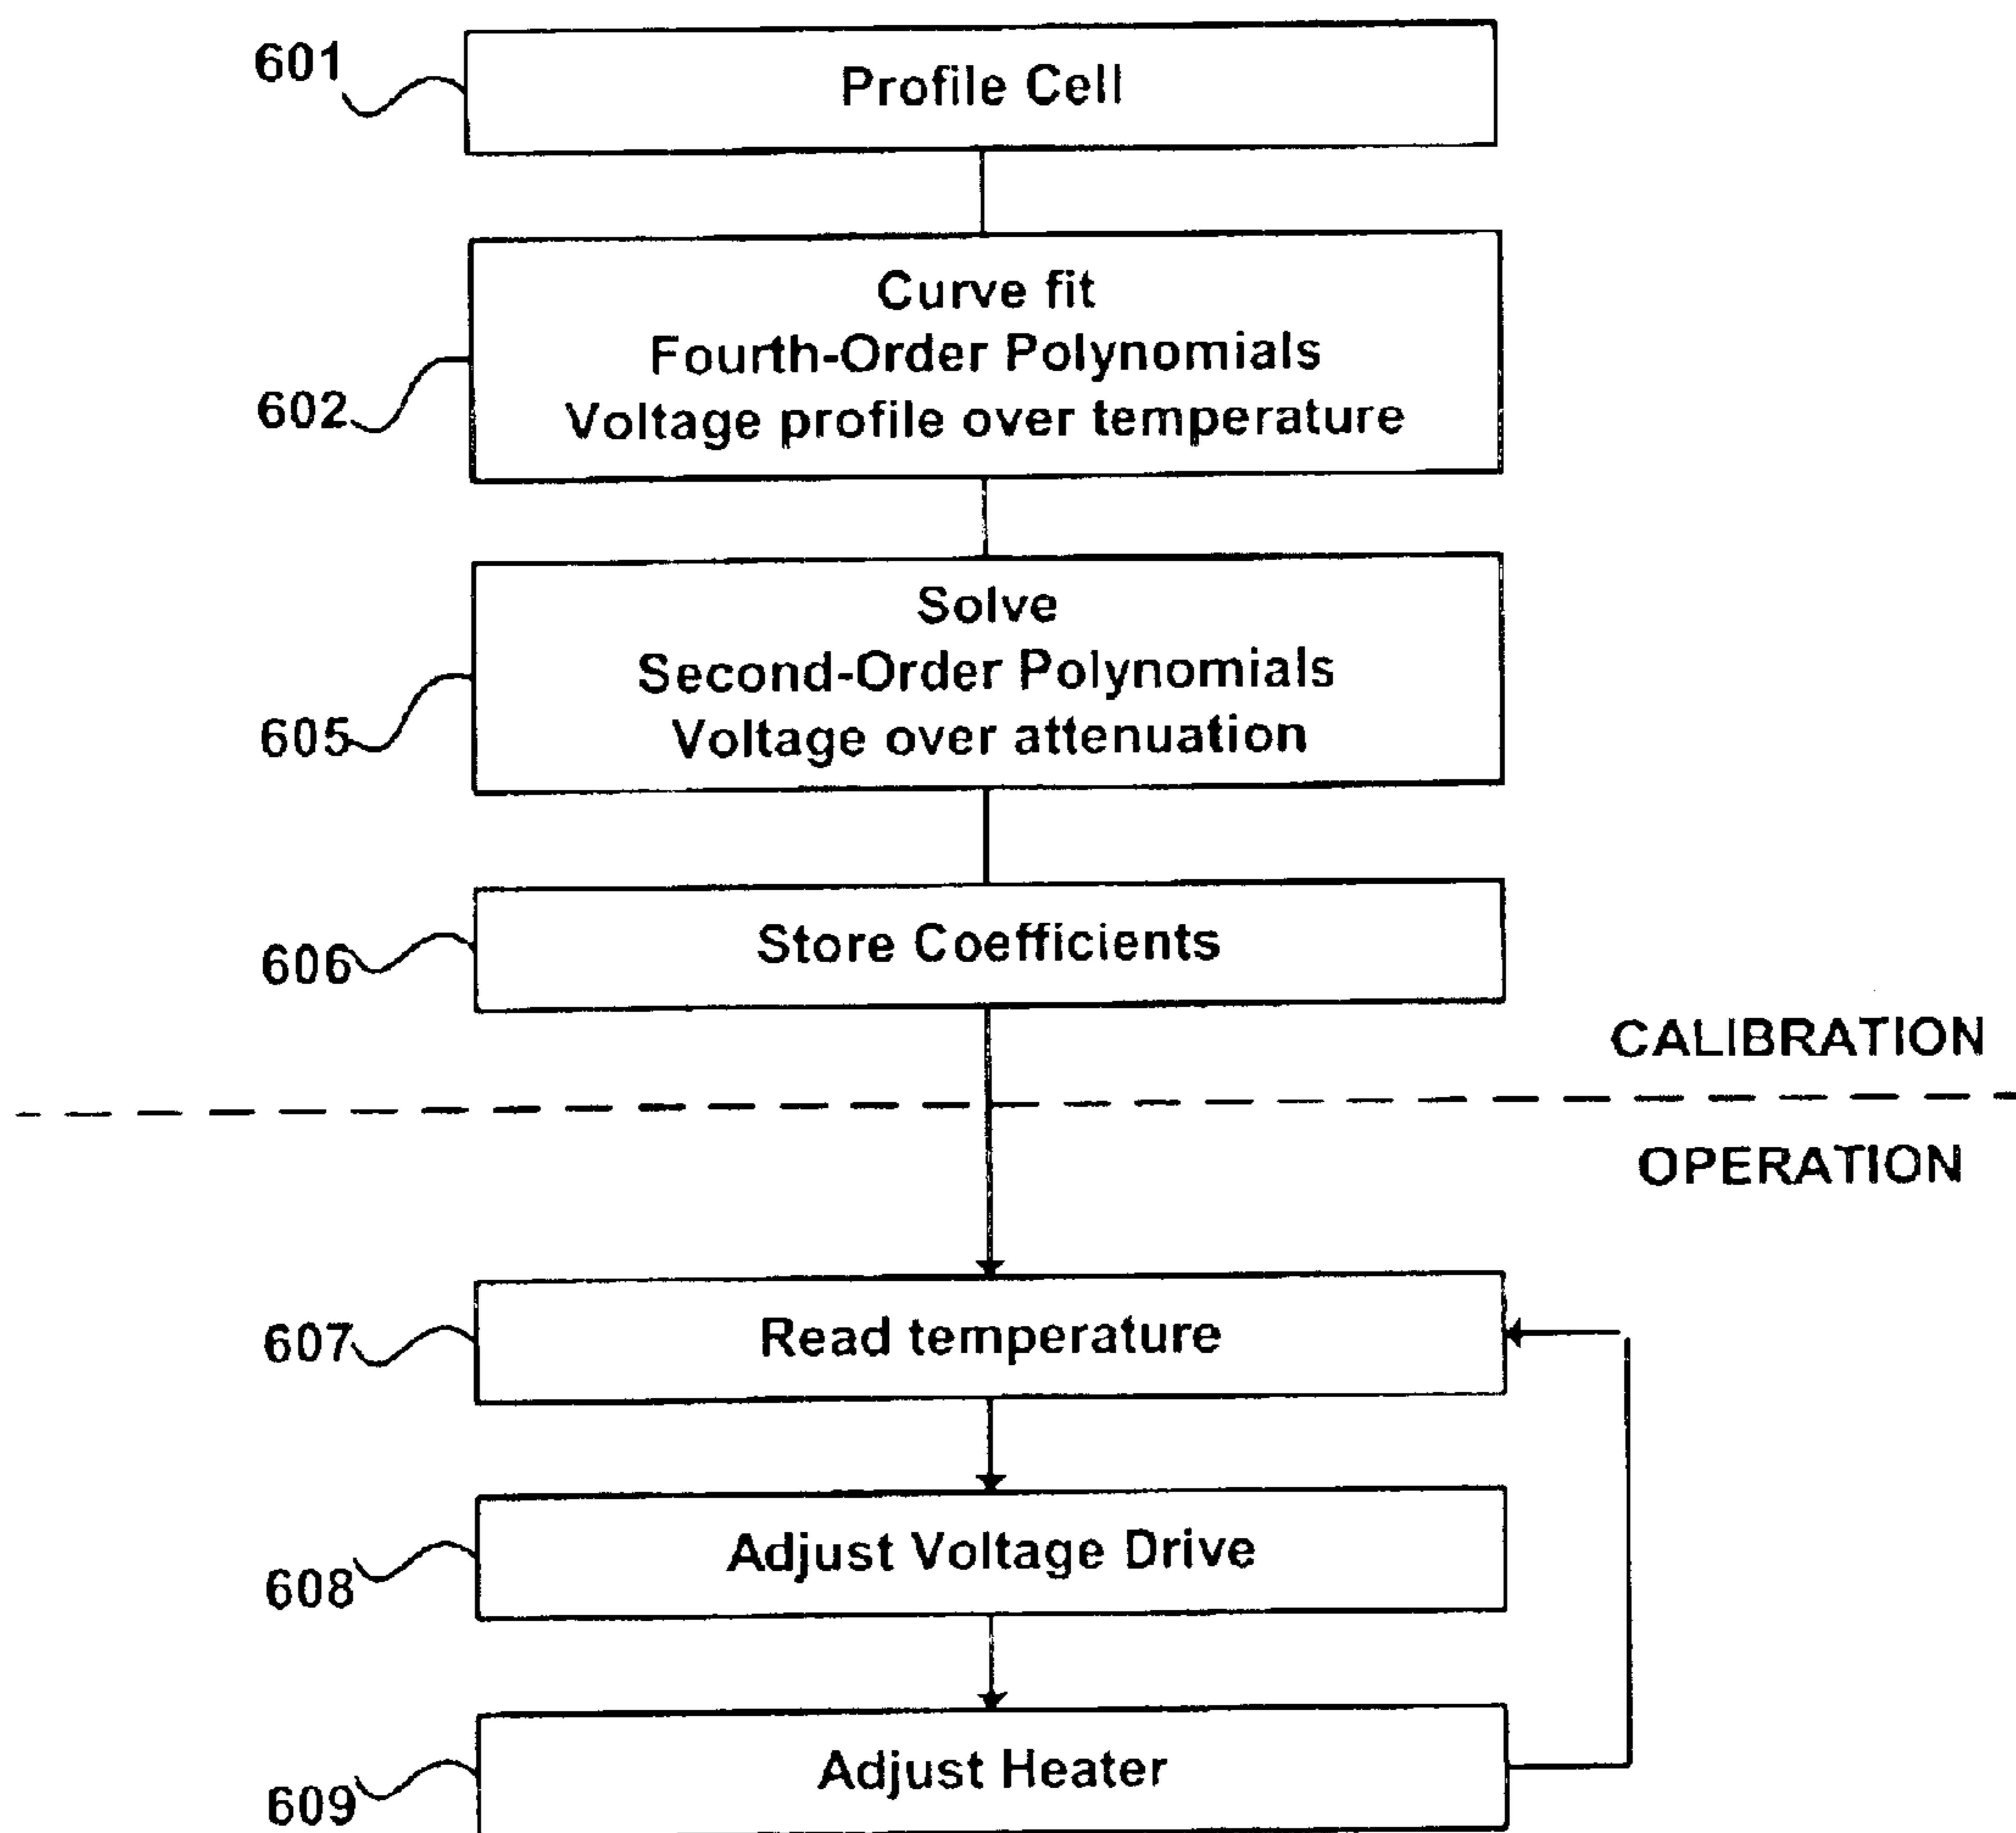 601
Profile Cell
Curve fit
Fourth-Order Polynomials
602
Voltage profile over temperature
Solve
Second-Order Polynomials
605
Voltage over attenuation
606
Store Coefficients
CALIBRATION
OPERATION
607
Read temperature
608
Adjust Voltage Drive
609
Adjust Heater